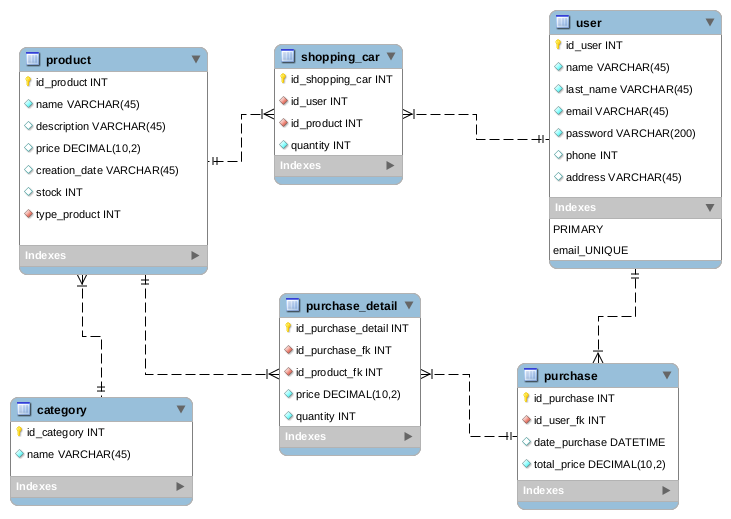 product
id_product INT
name VARCHAR(45)
description VARCHAR(45)
price DECIMAL(10,2)
creation_date VARCHAR(45)
stock INT
type_product INT
Indexes
shopping_car
id_shopping_car INT
id_user INT
id_product INT
quantity INT
Indexes
user
id_user INT
name VARCHAR(45)
last_name VARCHAR(45)
email VARCHAR(45)
password VARCHAR(200)
phone INT
address VARCHAR(45)
Indexes
PRIMARY
email_UNIQUE
category
id_category INT
name VARCHAR(45)
Indexes
purchase_detail
id_purchase_detail INT
id_purchase_fk INT
id_product_fk INT
price DECIMAL(10,2)
quantity INT
Indexes
purchase
id_purchase INT
id_user_fk INT
date_purchase DATETIME
total_price DECIMAL(10,2)
Indexes